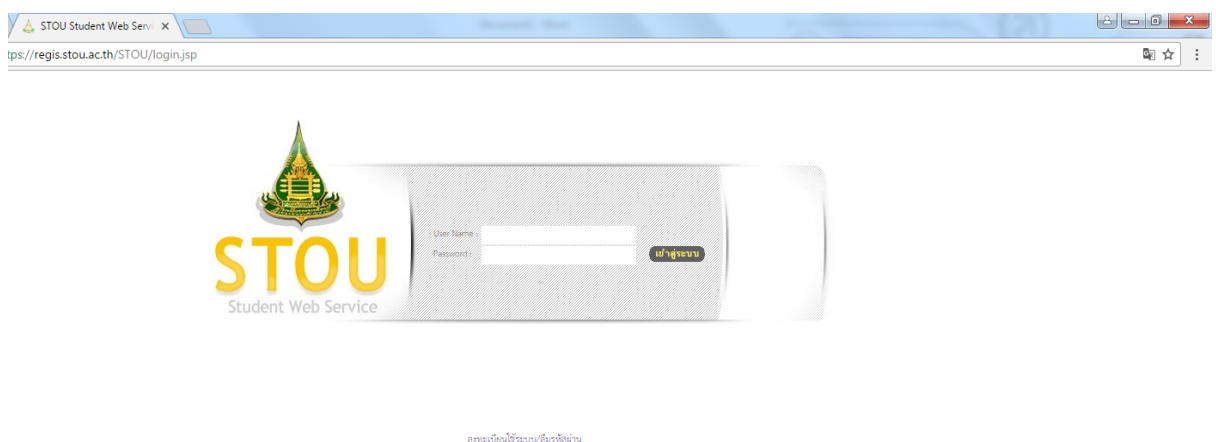 STOU Student Web Serv
tps://regis.stou.ac.th/STOU/login.jsp
STOU
Student Web Service
User Name :
Password :
เข้าสู่ระบบ
ลงทะเบียนใช้ระบบ/ลืมรหัสผ่าน